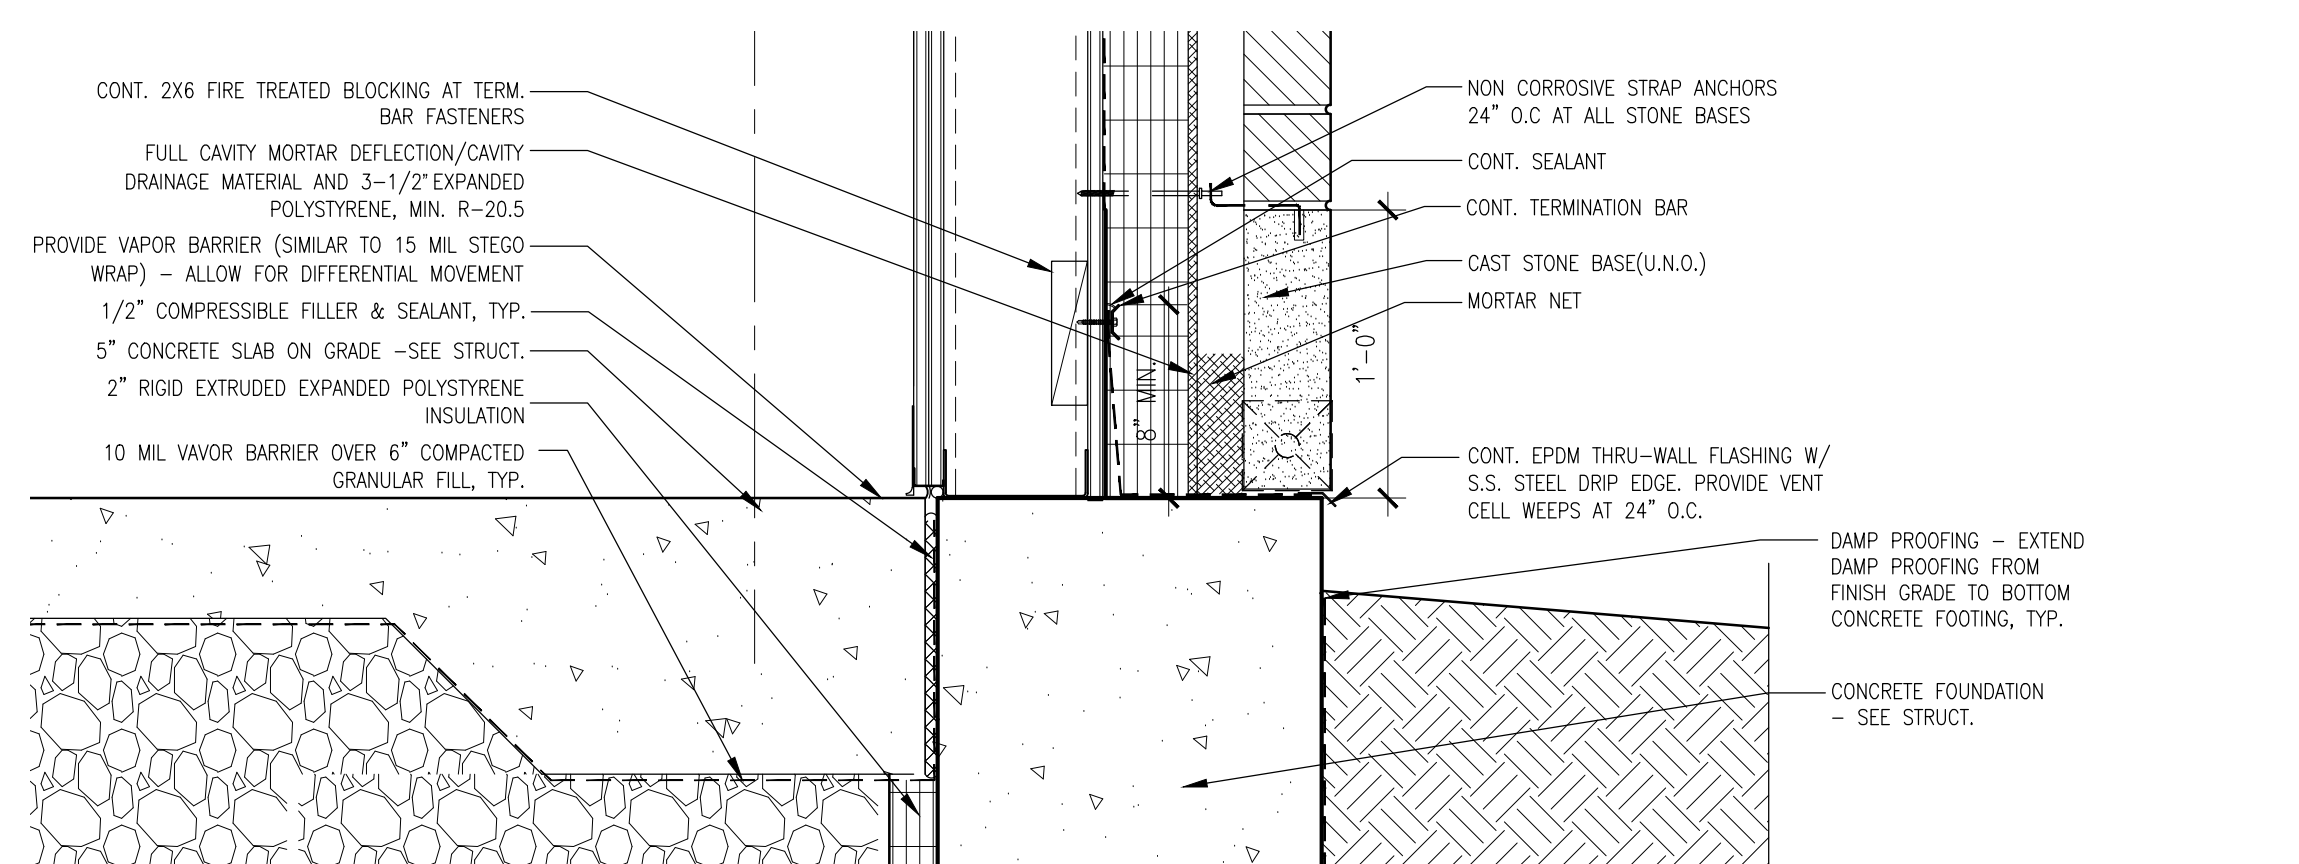 CONT. 2X6 FIRE TREATED BLOCKING AT TERM.
BAR FASTENERS
FULL CAVITY MORTAR DEFLECTION/CAVITY
DRAINAGE MATERIAL AND 3-1/2" EXPANDED
POLYSTYRENE, MIN. R-20.5
PROVIDE VAPOR BARRIER (SIMILAR TO 15 MIL STEGO
WRAP) - ALLOW FOR DIFFERENTIAL MOVEMENT
1/2" COMPRESSIBLE FILLER & SEALANT, TYP.
5" CONCRETE SLAB ON GRADE -SEE STRUCT.
2" RIGID EXTRUDED EXPANDED POLYSTYRENE
INSULATION
10 MIL VAVOR BARRIER OVER 6" COMPACTED
GRANULAR FILL, TYP.
8" MIN.
1'-0"
NON CORROSIVE STRAP ANCHORS
24" O.C AT ALL STONE BASES
CONT. SEALANT
CONT. TERMINATION BAR
CAST STONE BASE(U.N.O.)
MORTAR NET
CONT. EPDM THRU-WALL FLASHING W/
S.S. STEEL DRIP EDGE. PROVIDE VENT
CELL WEEPS AT 24" O.C.
DAMP PROOFING - EXTEND
DAMP PROOFING FROM
FINISH GRADE TO BOTTOM
CONCRETE FOOTING, TYP.
CONCRETE FOUNDATION
- SEE STRUCT.